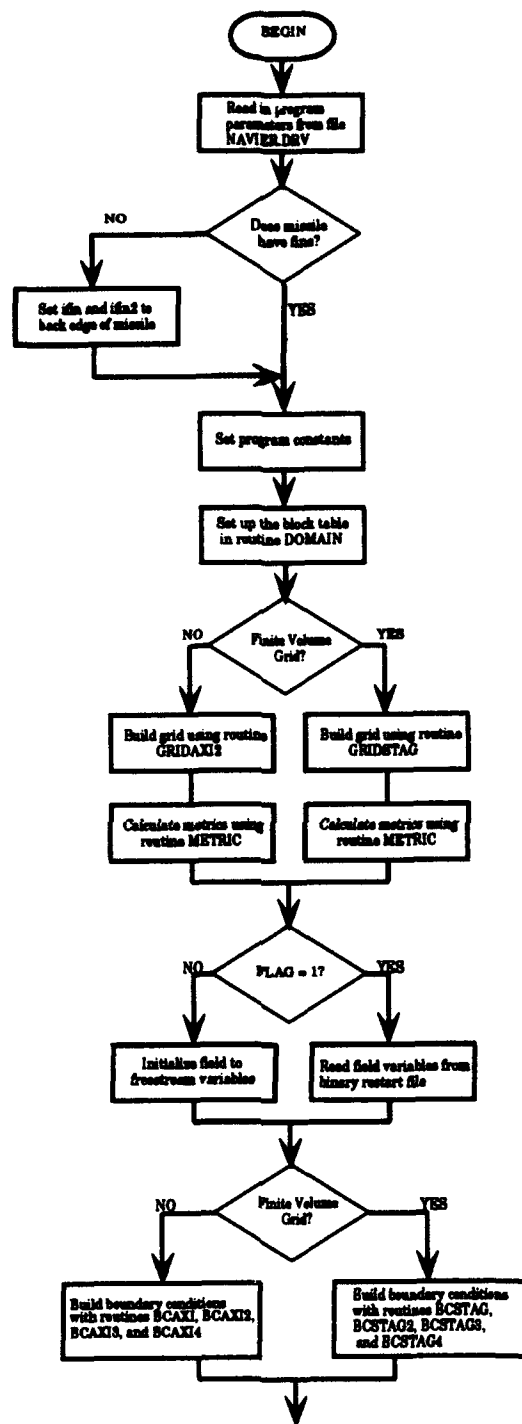 BEGIN
Read in program
parameters from file
NAVIER.DRV
Does missile
have fins?
NO
YES
Set ifin and ifin2 to
back edge of missile
Set program constants
Set up the block table
in routine DOMAIN
Finite Volume
Grid?
NO
YES
Build grid using routine
GRIDAXI2
Build grid using routine
GRIDSTAG
Calculate metrics using
routine METRIC
Calculate metrics using
routine METRIC
FLAG = 1?
NO
YES
Initialize field to
freestream variables
Read field variables from
binary restart file
Finite Volume
Grid?
NO
YES
Build boundary conditions
with routines BCAXI, BCAXI2,
BCAXI3, and BCAXI4
Build boundary conditions
with routines BCSTAG,
BCSTAG2, BCSTAG3,
and BCSTAG4